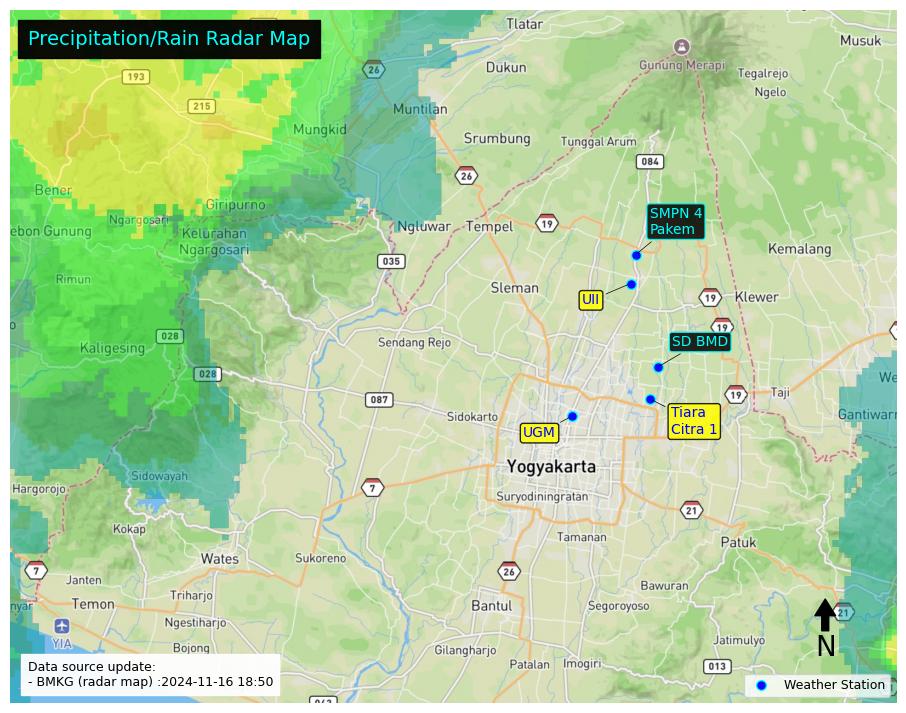 Precipitation/Rain Radar Map
Tlatar
Musuk
26
Dukun
Gunung Merapi
Tegalrejo
193
Ngelo
215
Muntilan
Mungkid
Srumbung
Tunggal Arum
084
26
Bener
Giripurno
SMPN 4
Pakem
Ngargosari
Ngluwar
Tempel
19
ebon Gunung
Kelurahan
Ngargosari
Kemalang
035
Rimun
Sleman
UII
19
Klewer
028
19
Kaligesing
Sendang Rejo
SD BMD
028
We
087
19
Taji
Sidokarto
Tiara
Citra 1
Gantiwarn
UGM
Yogyakarta
Sidowayah
Hargorojo
7
Suryodiningratan
21
Kokap
Tamanan
Patuk
Wates
Sukoreno
7
Janten
26
Bawuran
nyar
Temon
Triharjo
Bantul
Segoroyoso
21
Ngestiharjo
YIA
Jatimulyo
N
Bojong
Gilangharjo
Patalan
Imogiri
013
Data source update:
- BMKG (radar map) :2024-11-16 18:50
Weather Station